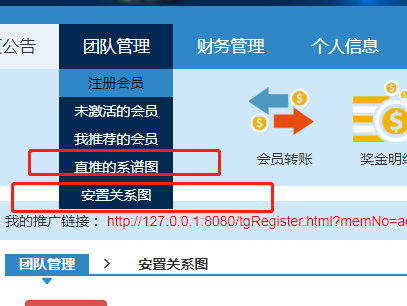 公告 团队管理 财务管理 个人信息
注册会员
未激活的会员
我推荐的会员
直推的系谱图
安置关系图
会员转账 奖金明细
我的推广链接： http://127.0.0.1:8080/tgRegister.html?memNo=a
团队管理 > 安置关系图